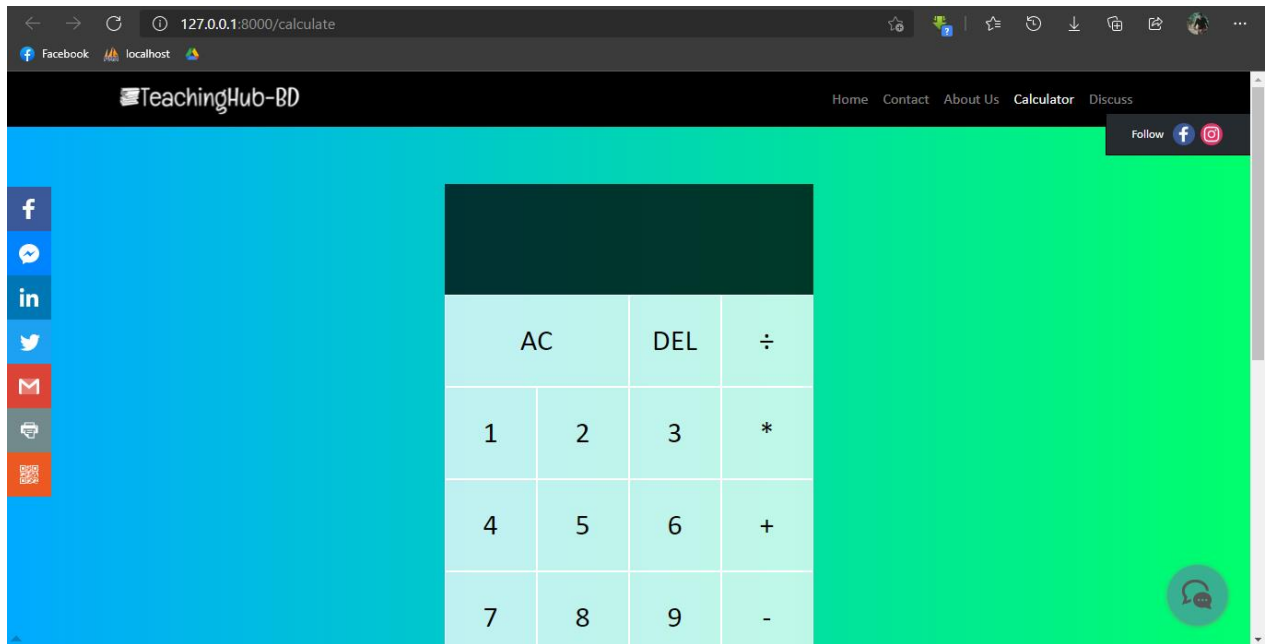 127.0.0.1:8000/calculate
Facebook localhost
TeachingHub-BD
Home Contact About Us Calculator Discuss
Follow
AC DEL ÷
1 2 3 *
4 5 6 +
7 8 9 -